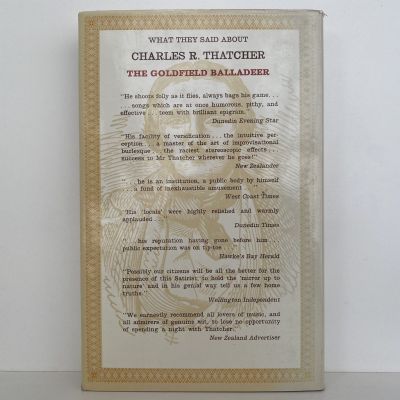 WHAT THEY SAID ABOUT
CHARLES R. THATCHER
THE GOLDFIELD BALLADEER
"He shoots folly as it flies, always bags his game. . .
. . . songs which are at once humorous, pithy, and
effective . . . teem with brilliant epigram."
Dunedin Evening Star
"His facility of versification . . . the intuitive per-
ception . . . a master of the art of improvisational
burlesque . . . the raciest stereoscopic effects . . .
success to Mr Thatcher wherever he goes!"
New Zealander
". . . he is an institution, a public body by himself
. . . a fund of inexhaustible amusement . . ."
West Coast Times
"His 'locals' were highly relished and warmly
applauded . . ."
Dunedin Times
". . . his reputation having gone before him . . .
public expectation was on tip-toe . . ."
Hawke's Bay Herald
"Possibly our citizens will be all the better for the
presence of this Satirist, to hold the 'mirror up to
nature' and in his genial way tell us a few home
truths."
Wellington Independent
"We earnestly recommend all lovers of music, and
all admirers of genuine wit, to lose no opportunity
of spending a night with Thatcher."
New Zealand Advertiser